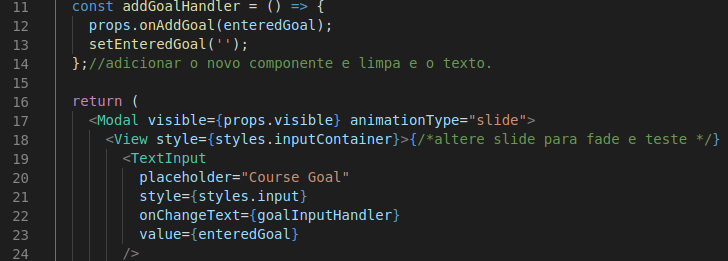 11 const addGoalHandler = () => {
12 props.onAddGoal(enteredGoal);
13 setEnteredGoal('');
14 };//adicionar o novo componente e limpa e o texto.
15
16 return (
17 <Modal visible={props.visible} animationType="slide">
18 <View style={styles.inputContainer}>{/*altere slide para fade e teste */}
19 <TextInput
20 placeholder="Course Goal"
21 style={styles.input}
22 onChangeText={goalInputHandler}
23 value={enteredGoal}
24 />